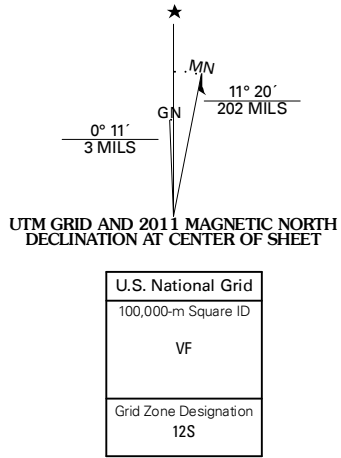 MN
11° 20´
202 MILS
GN
0° 11´
3 MILS
UTM GRID AND 2011 MAGNETIC NORTH
DECLINATION AT CENTER OF SHEET
U.S. National Grid
100,000-m Square ID
VF
Grid Zone Designation
12S